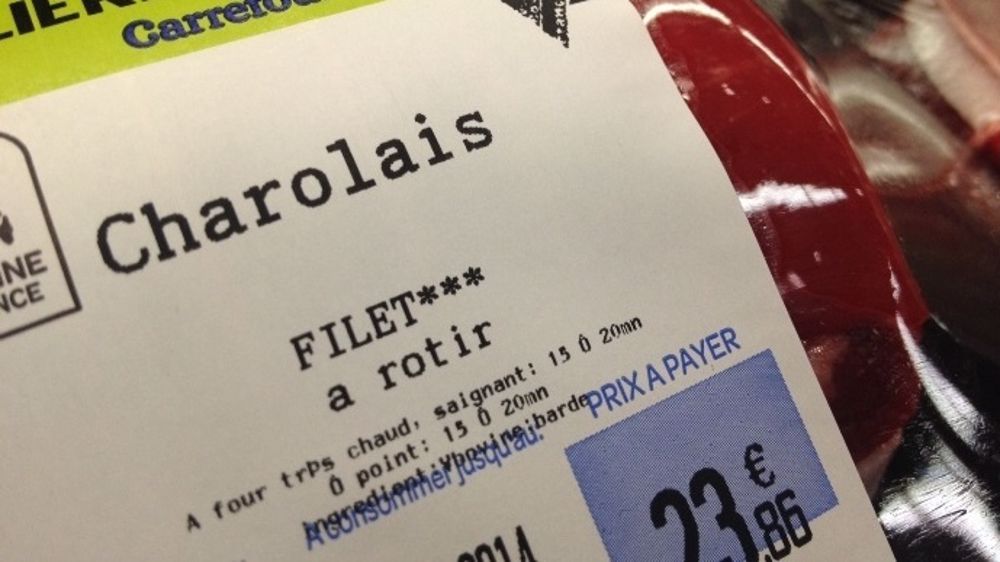 Carrefour
Charolais
FILET***
a rotir
A four trÞs chaud, saignant: 15 Ô 20mn
Ô point: 15 Ô 20mn
ingredient:Vbovine;barde
A consommer jusqu'au:
PRIX A PAYER
23 €
,86